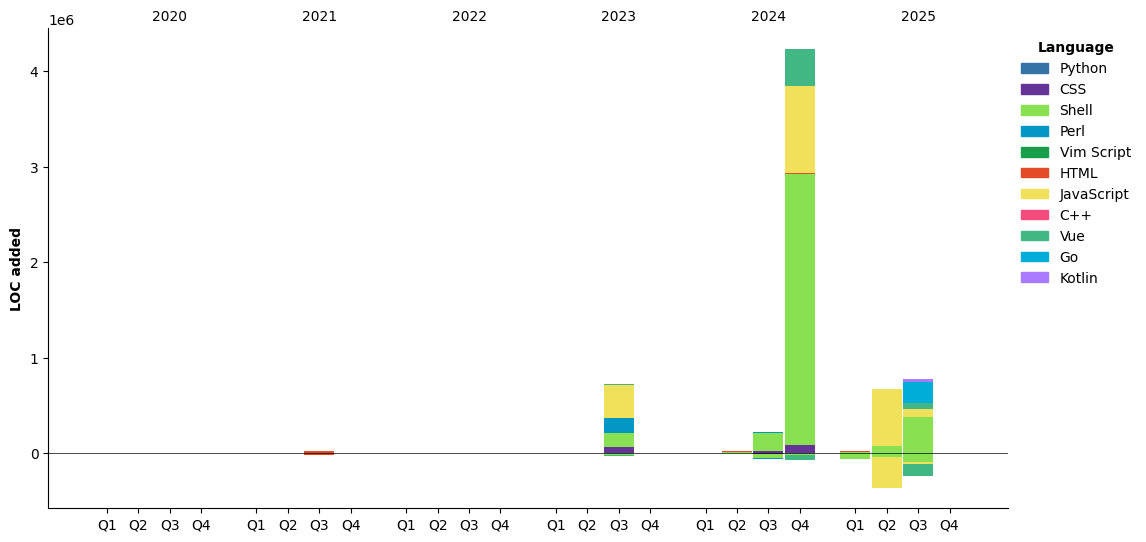 1e6
2020 2021 2022 2023 2024 2025
Language
Python
CSS
Shell
Perl
Vim Script
HTML
JavaScript
C++
Vue
Go
Kotlin
LOC added
4
3
2
1
0
Q1 Q2 Q3 Q4 Q1 Q2 Q3 Q4 Q1 Q2 Q3 Q4 Q1 Q2 Q3 Q4 Q1 Q2 Q3 Q4 Q1 Q2 Q3 Q4